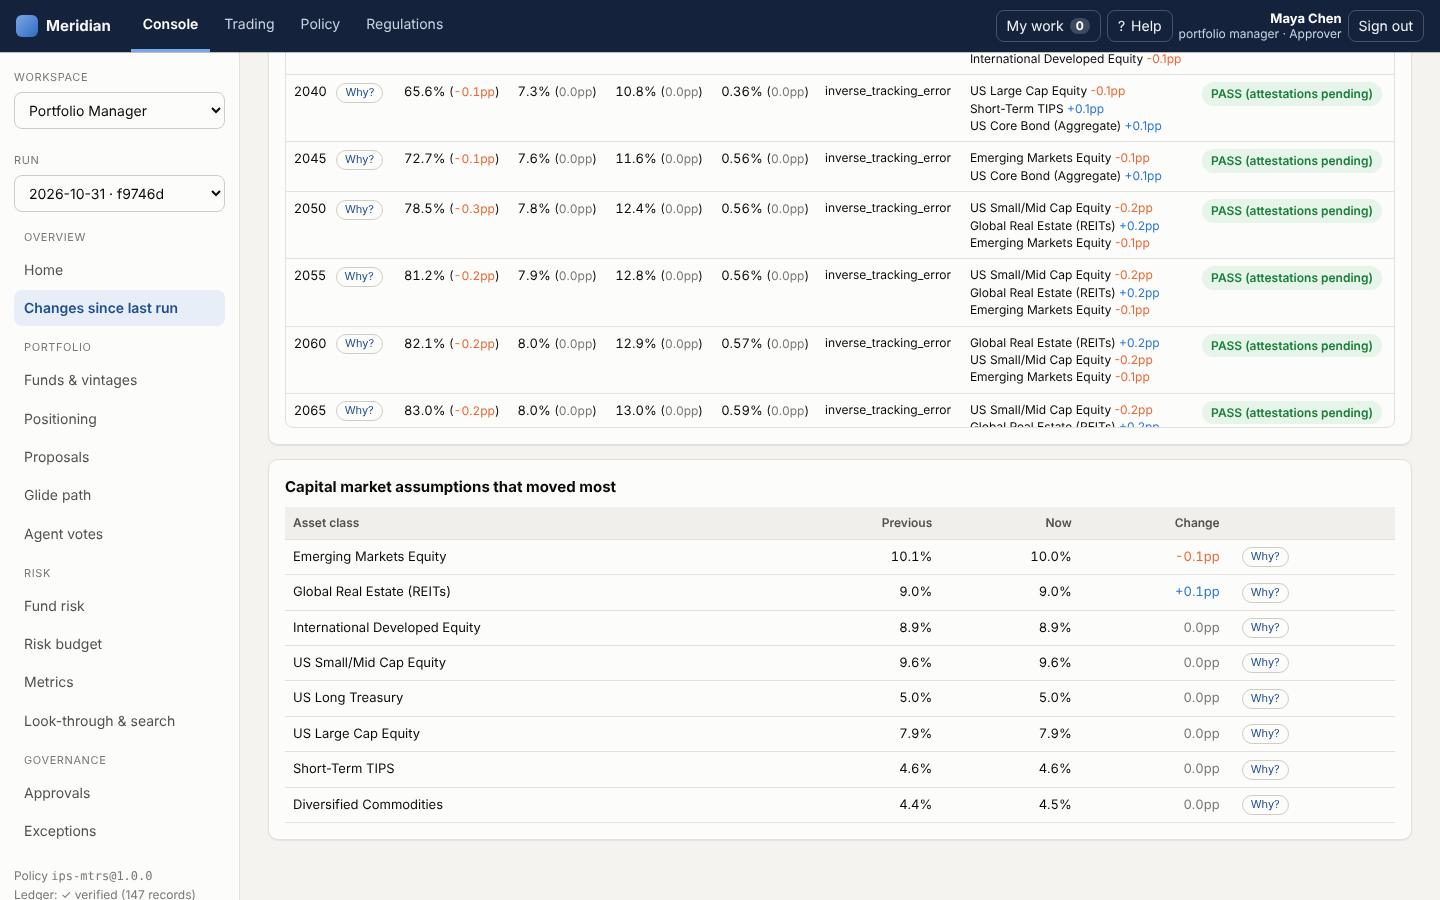 Meridian Console Trading Policy Regulations My work 0 ? Help Maya Chen Sign out
portfolio manager · Approver
WORKSPACE
Portfolio Manager
RUN
2026-10-31 · f9746d
OVERVIEW
Home
Changes since last run
PORTFOLIO
Funds & vintages
Positioning
Proposals
Glide path
Agent votes
RISK
Fund risk
Risk budget
Metrics
Look-through & search
GOVERNANCE
Approvals
Exceptions
Policy ips-mtrs@1.0.0
Ledger: ✓ verified (147 records)
International Developed Equity -0.1pp
2040 Why? 65.6% (-0.1pp) 7.3% (0.0pp) 10.8% (0.0pp) 0.36% (0.0pp) inverse_tracking_error US Large Cap Equity -0.1pp PASS (attestations pending)
Short-Term TIPS +0.1pp
US Core Bond (Aggregate) +0.1pp
2045 Why? 72.7% (-0.1pp) 7.6% (0.0pp) 11.6% (0.0pp) 0.56% (0.0pp) inverse_tracking_error Emerging Markets Equity -0.1pp PASS (attestations pending)
US Core Bond (Aggregate) +0.1pp
2050 Why? 78.5% (-0.3pp) 7.8% (0.0pp) 12.4% (0.0pp) 0.56% (0.0pp) inverse_tracking_error US Small/Mid Cap Equity -0.2pp PASS (attestations pending)
Global Real Estate (REITs) +0.2pp
Emerging Markets Equity -0.1pp
2055 Why? 81.2% (-0.2pp) 7.9% (0.0pp) 12.8% (0.0pp) 0.56% (0.0pp) inverse_tracking_error US Small/Mid Cap Equity -0.2pp PASS (attestations pending)
Global Real Estate (REITs) +0.2pp
Emerging Markets Equity -0.1pp
2060 Why? 82.1% (-0.2pp) 8.0% (0.0pp) 12.9% (0.0pp) 0.57% (0.0pp) inverse_tracking_error Global Real Estate (REITs) +0.2pp PASS (attestations pending)
US Small/Mid Cap Equity -0.2pp
Emerging Markets Equity -0.1pp
2065 Why? 83.0% (-0.2pp) 8.0% (0.0pp) 13.0% (0.0pp) 0.59% (0.0pp) inverse_tracking_error US Small/Mid Cap Equity -0.2pp PASS (attestations pending)
Global Real Estate (REITs) +0.2pp
Capital market assumptions that moved most
Asset class Previous Now Change
Emerging Markets Equity 10.1% 10.0% -0.1pp Why?
Global Real Estate (REITs) 9.0% 9.0% +0.1pp Why?
International Developed Equity 8.9% 8.9% 0.0pp Why?
US Small/Mid Cap Equity 9.6% 9.6% 0.0pp Why?
US Long Treasury 5.0% 5.0% 0.0pp Why?
US Large Cap Equity 7.9% 7.9% 0.0pp Why?
Short-Term TIPS 4.6% 4.6% 0.0pp Why?
Diversified Commodities 4.4% 4.5% 0.0pp Why?